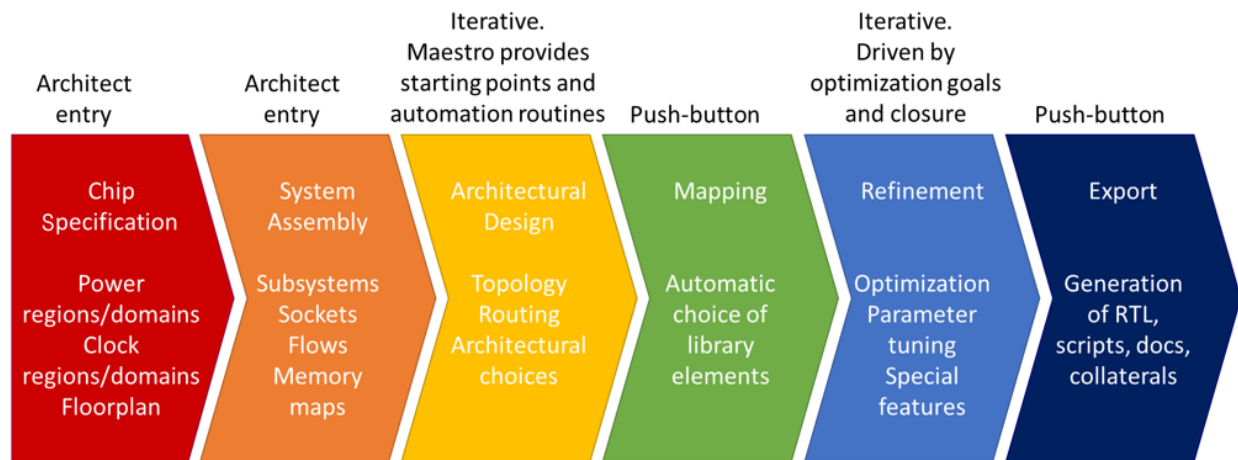 Architect
entry
Architect
entry
Iterative.
Maestro provides
starting points and
automation routines
Push-button
Iterative.
Driven by
optimization goals
and closure
Push-button
Chip
Specification
Power
regions/domains
Clock
regions/domains
Floorplan
System
Assembly
Subsystems
Sockets
Flows
Memory
maps
Architectural
Design
Topology
Routing
Architectural
choices
Mapping
Automatic
choice of
library
elements
Refinement
Optimization
Parameter
tuning
Special
features
Export
Generation
of RTL,
scripts, docs,
collaterals